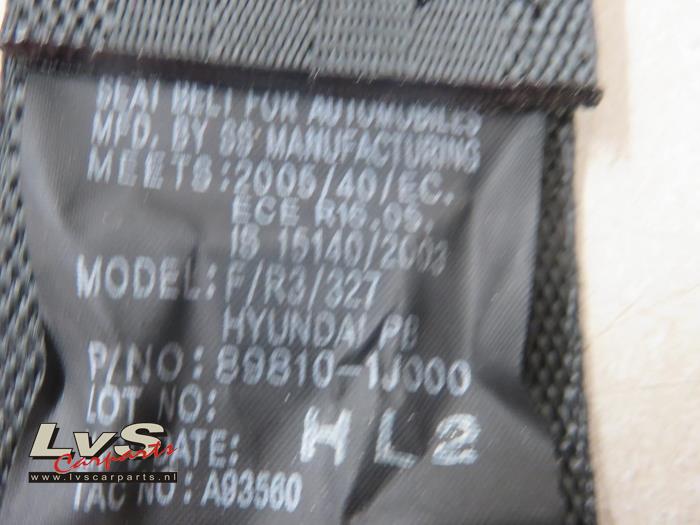 SEAT BELT FOR AUTOMOBILES
MFD. BY SS MANUFACTURING
MEETS:2005/40/EC.
ECE R16.05.
IS 15140/2003
MODEL: F/R3/327
HYUNDAI PB
P/NO: 89810-1J000
LOT NO:
HL2
DATE:
TAC NO: A93560
LvS
Carparts
www.lvscarparts.nl